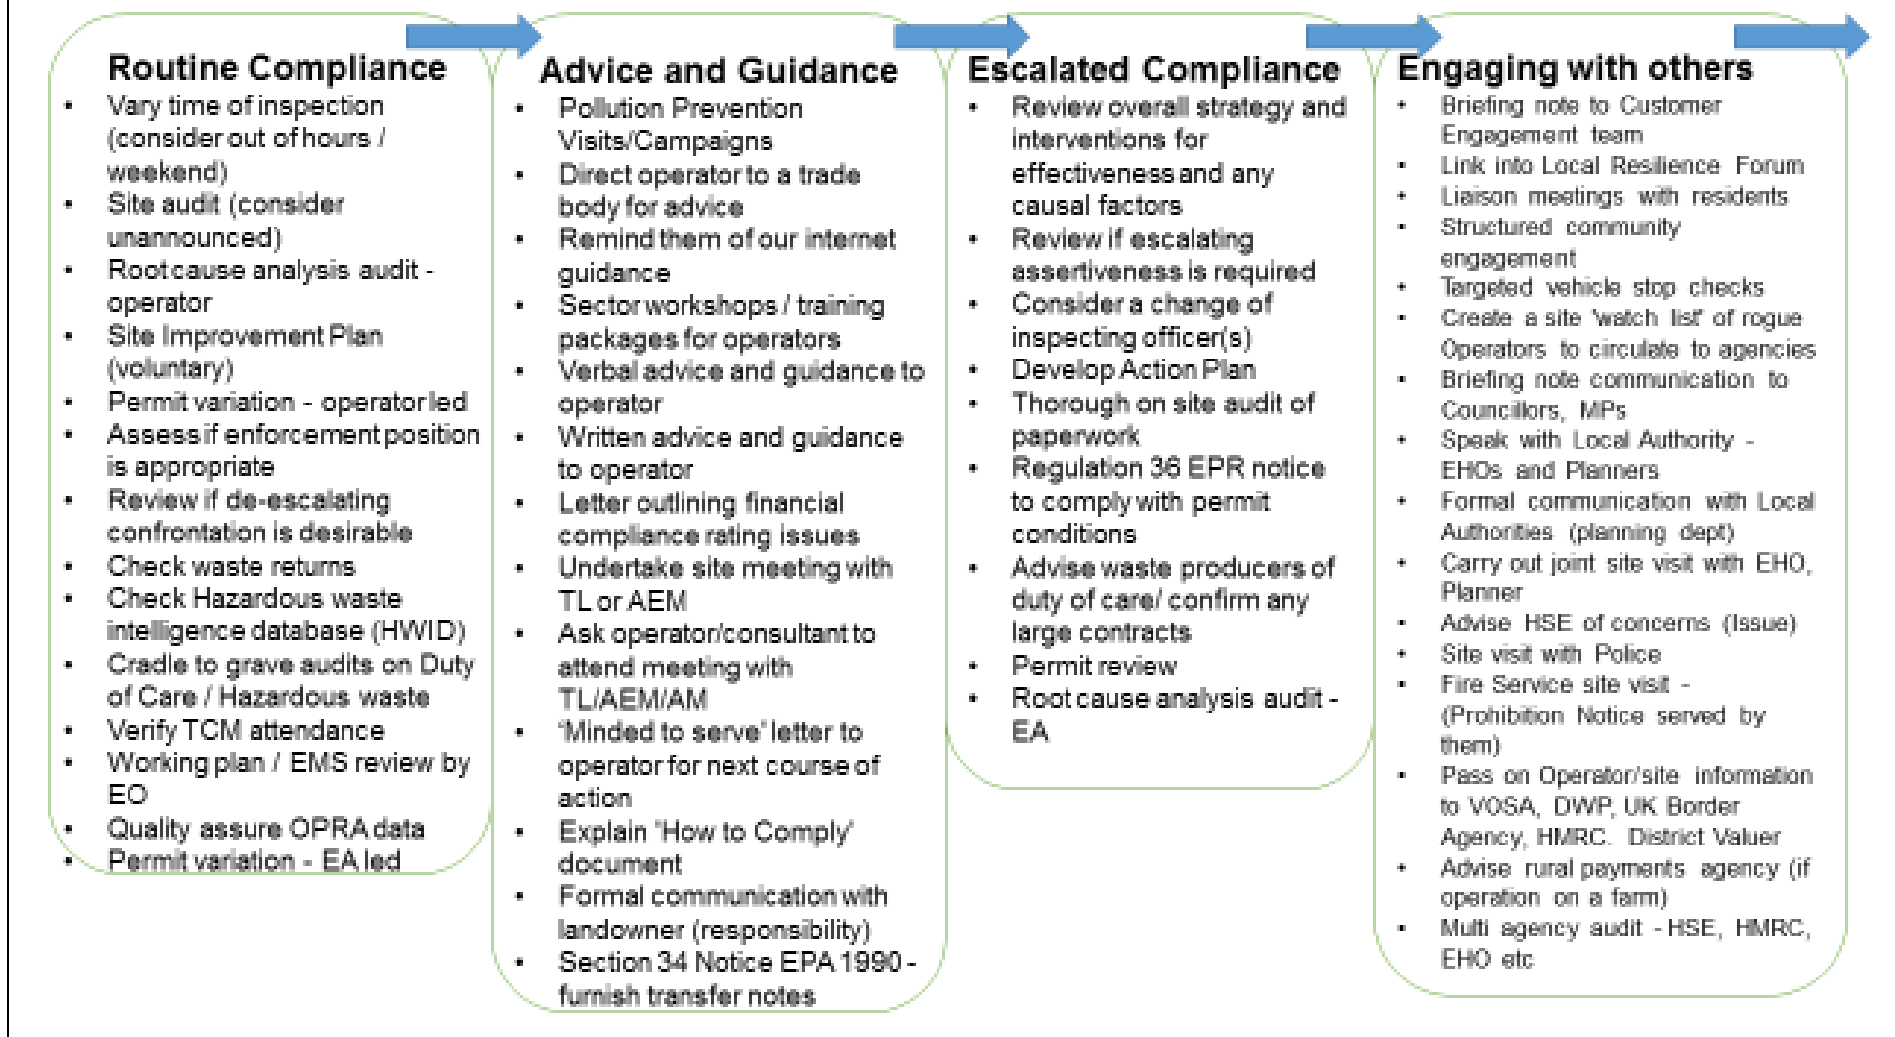 Routine Compliance
• Vary time of inspection
(consider out of hours /
weekend)
• Site audit (consider
unannounced)
• Root cause analysis audit -
operator
• Site Improvement Plan
(voluntary)
• Permit variation - operator led
• Assess if enforcement position
is appropriate
• Review if de-escalating
confrontation is desirable
• Check waste returns
• Check Hazardous waste
intelligence database (HWID)
• Cradle to grave audits on Duty
of Care / Hazardous waste
• Verify TCM attendance
• Working plan / EMS review by
EO
• Quality assure OPRA data
• Permit variation - EA led
Advice and Guidance
• Pollution Prevention
Visits/Campaigns
• Direct operator to a trade
body for advice
• Remind them of our internet
guidance
• Sector workshops / training
packages for operators
• Verbal advice and guidance to
operator
• Written advice and guidance
to operator
• Letter outlining financial
compliance rating issues
• Undertake site meeting with
TL or AEM
• Ask operator/consultant to
attend meeting with
TL/AEM/AM
• 'Minded to serve' letter to
operator for next course of
action
• Explain 'How to Comply'
document
• Formal communication with
landowner (responsibility)
• Section 34 Notice EPA 1990 -
furnish transfer notes
Escalated Compliance
• Review overall strategy and
interventions for
effectiveness and any
causal factors
• Review if escalating
assertiveness is required
• Consider a change of
inspecting officer(s)
• Develop Action Plan
• Thorough on site audit of
paperwork
• Regulation 36 EPR notice
to comply with permit
conditions
• Advise waste producers of
duty of care/ confirm any
large contracts
• Permit review
• Root cause analysis audit -
EA
Engaging with others
• Briefing note to Customer
Engagement team
• Link into Local Resilience Forum
• Liaison meetings with residents
• Structured community
engagement
• Targeted vehicle stop checks
• Create a site 'watch list' of rogue
Operators to circulate to agencies
• Briefing note communication to
Councillors, MPs
• Speak with Local Authority -
EHOs and Planners
• Formal communication with Local
Authorities (planning dept)
• Carry out joint site visit with EHO,
Planner
• Advise HSE of concerns (Issue)
• Site visit with Police
• Fire Service site visit -
(Prohibition Notice served by
them)
• Pass on Operator/site information
to VOSA, DWP, UK Border
Agency, HMRC. District Valuer
• Advise rural payments agency (if
operation on a farm)
• Multi agency audit - HSE, HMRC,
EHO etc